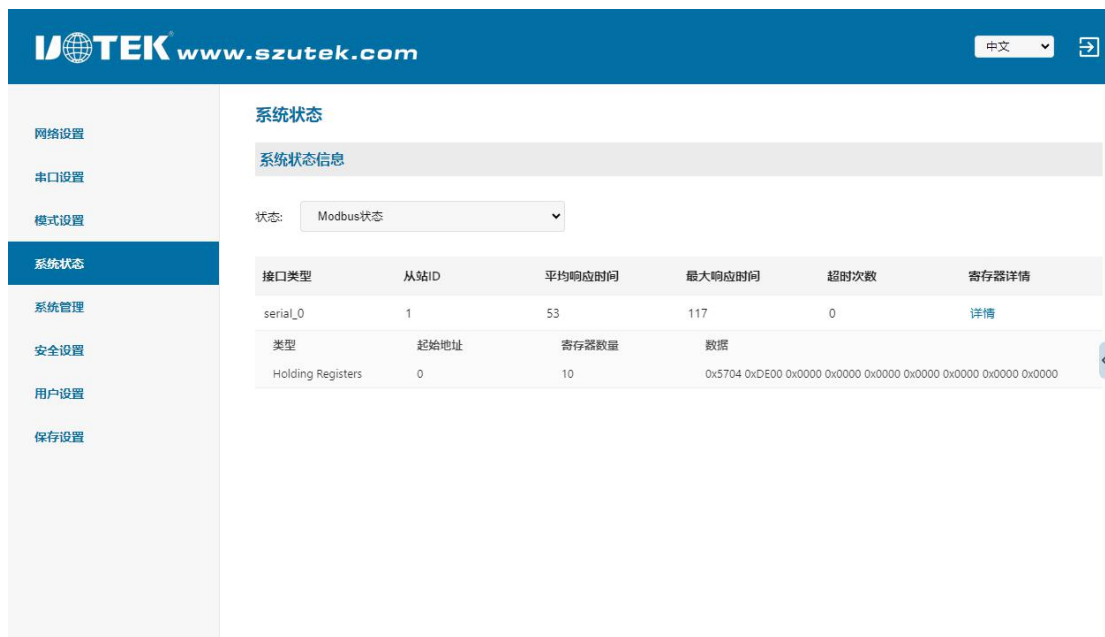 UTEK® www.szutek.com
中文
网络设置
串口设置
模式设置
系统状态
系统管理
安全设置
用户设置
保存设置
系统状态
系统状态信息
状态: Modbus状态
接口类型 从站ID 平均响应时间 最大响应时间 超时次数 寄存器详情
serial_0 1 53 117 0 详情
类型 起始地址 寄存器数量 数据
Holding Registers 0 10 0x5704 0xDE00 0x0000 0x0000 0x0000 0x0000 0x0000 0x0000 0x0000